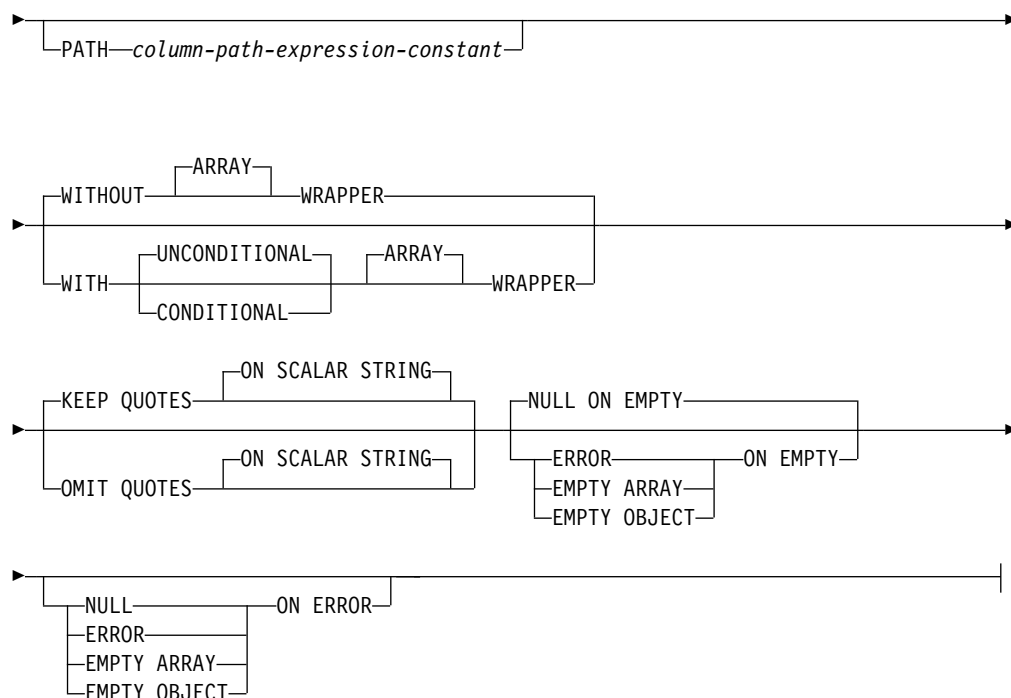 PATH column-path-expression-constant
ARRAY
WITHOUT WRAPPER
UNCONDITIONAL ARRAY
WITH WRAPPER
CONDITIONAL
ON SCALAR STRING
KEEP QUOTES NULL ON EMPTY
ON SCALAR STRING ERROR ON EMPTY
OMIT QUOTES EMPTY ARRAY
EMPTY OBJECT
NULL ON ERROR
ERROR
EMPTY ARRAY
EMPTY OBJECT